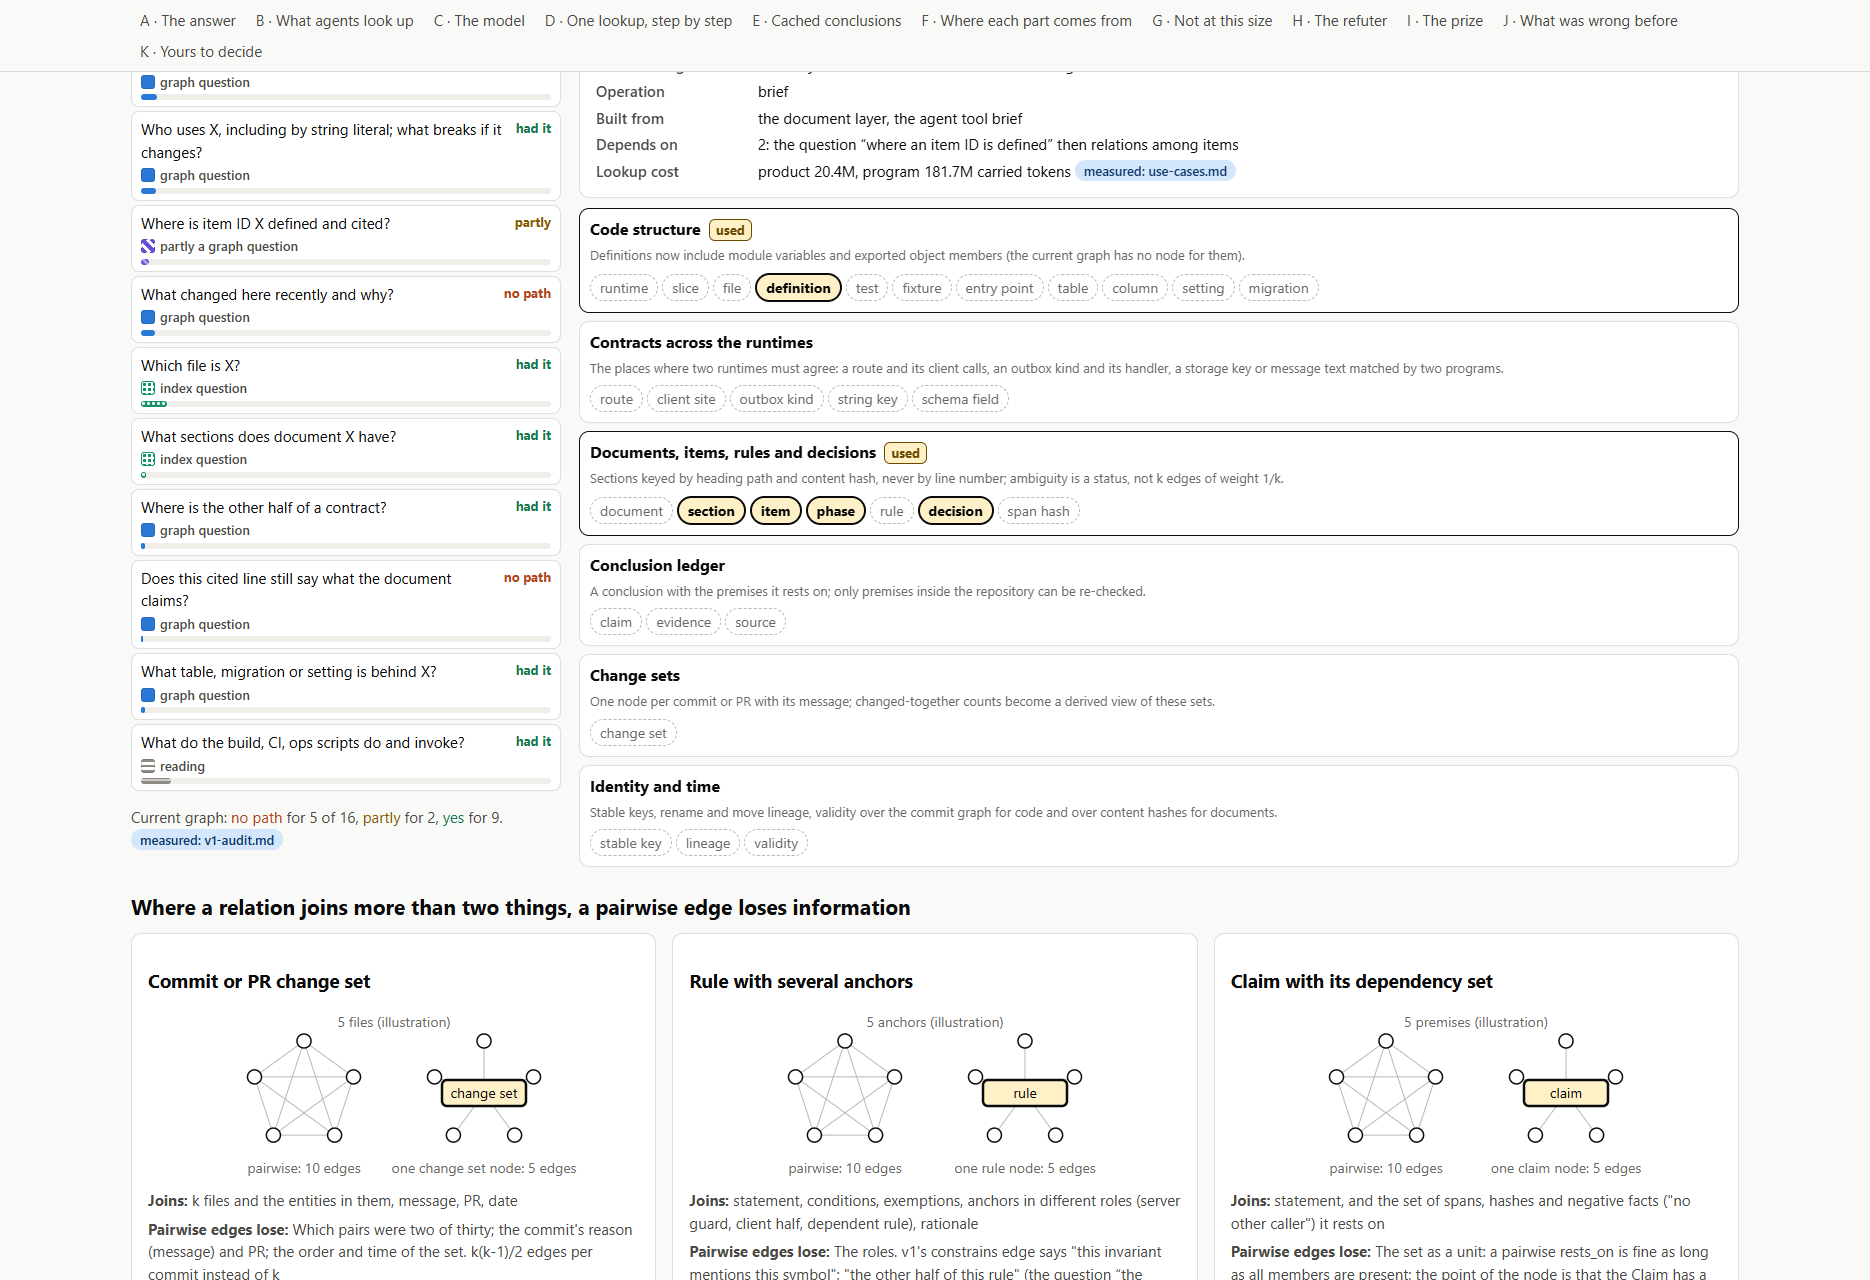 A · The answer B · What agents look up C · The model D · One lookup, step by step E · Cached conclusions F · Where each part comes from G · Not at this size H · The refuter I · The prize J · What was wrong before
K · Yours to decide
graph question
Who uses X, including by string literal; what breaks if it changes?
had it
graph question
Where is item ID X defined and cited?
partly
partly a graph question
What changed here recently and why?
no path
graph question
Which file is X?
had it
index question
What sections does document X have?
had it
index question
Where is the other half of a contract?
had it
graph question
Does this cited line still say what the document claims?
no path
graph question
What table, migration or setting is behind X?
had it
graph question
What do the build, CI, ops scripts do and invoke?
had it
reading
Current graph: no path for 5 of 16, partly for 2, yes for 9.
measured: v1-audit.md
Operation brief
Built from the document layer, the agent tool brief
Depends on 2: the question “where an item ID is defined” then relations among items
Lookup cost product 20.4M, program 181.7M carried tokens measured: use-cases.md
Code structure used
Definitions now include module variables and exported object members (the current graph has no node for them).
runtime slice file definition test fixture entry point table column setting migration
Contracts across the runtimes
The places where two runtimes must agree: a route and its client calls, an outbox kind and its handler, a storage key or message text matched by two programs.
route client site outbox kind string key schema field
Documents, items, rules and decisions used
Sections keyed by heading path and content hash, never by line number; ambiguity is a status, not k edges of weight 1/k.
document section item phase rule decision span hash
Conclusion ledger
A conclusion with the premises it rests on; only premises inside the repository can be re-checked.
claim evidence source
Change sets
One node per commit or PR with its message; changed-together counts become a derived view of these sets.
change set
Identity and time
Stable keys, rename and move lineage, validity over the commit graph for code and over content hashes for documents.
stable key lineage validity
Where a relation joins more than two things, a pairwise edge loses information
Commit or PR change set
5 files (illustration)
change set
pairwise: 10 edges one change set node: 5 edges
Joins: k files and the entities in them, message, PR, date
Pairwise edges lose: Which pairs were two of thirty; the commit's reason
(message) and PR; the order and time of the set. k(k-1)/2 edges per
commit instead of k
Rule with several anchors
5 anchors (illustration)
rule
pairwise: 10 edges one rule node: 5 edges
Joins: statement, conditions, exemptions, anchors in different roles (server
guard, client half, dependent rule), rationale
Pairwise edges lose: The roles. v1's constrains edge says "this invariant
mentions this symbol"; "the other half of this rule" (the question “the
Claim with its dependency set
5 premises (illustration)
claim
pairwise: 10 edges one claim node: 5 edges
Joins: statement, and the set of spans, hashes and negative facts ("no
other caller") it rests on
Pairwise edges lose: The set as a unit: a pairwise rests_on is fine as long
as all members are present; the point of the node is that the Claim has a